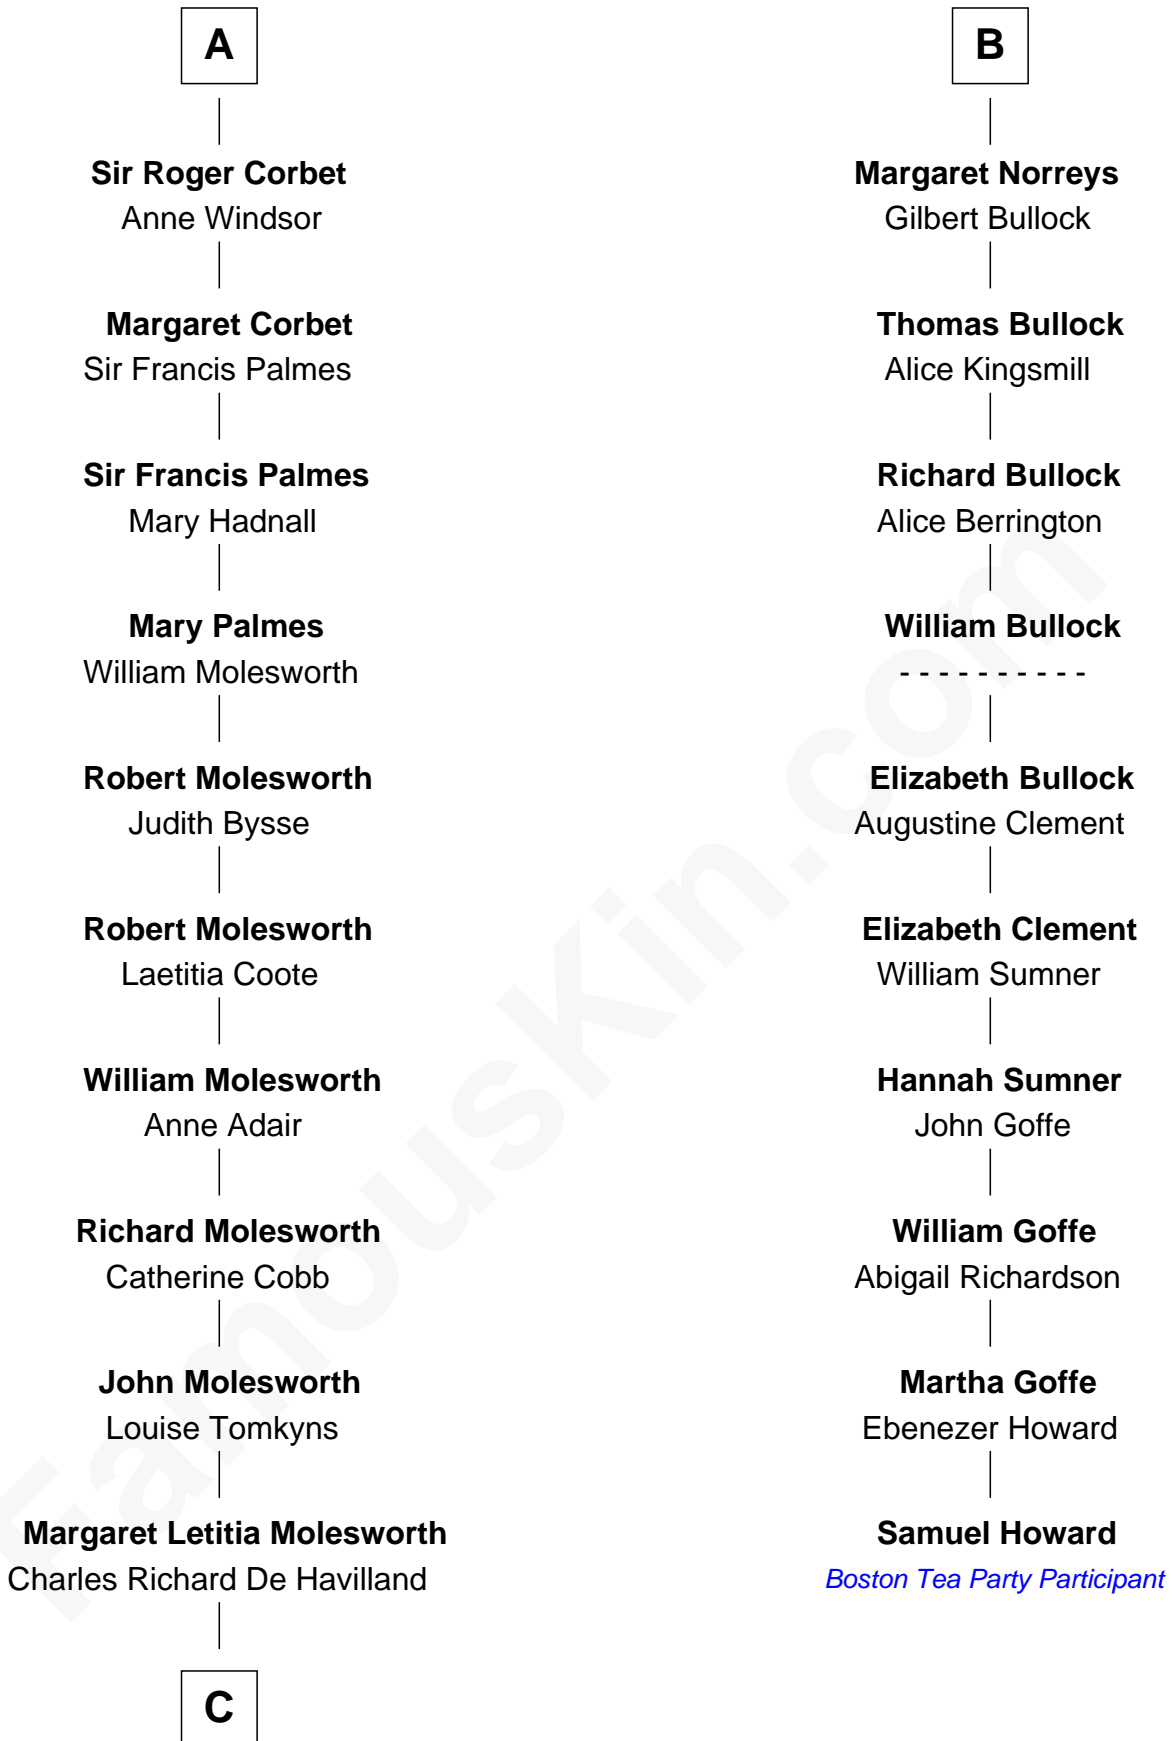 A
Sir Roger Corbet
Anne Windsor
Margaret Corbet
Sir Francis Palmes
Sir Francis Palmes
Mary Hadnall
Mary Palmes
William Molesworth
Robert Molesworth
Judith Bysse
Robert Molesworth
Laetitia Coote
William Molesworth
Anne Adair
Richard Molesworth
Catherine Cobb
John Molesworth
Louise Tomkyns
Margaret Letitia Molesworth
Charles Richard De Havilland
C
B
Margaret Norreys
Gilbert Bullock
Thomas Bullock
Alice Kingsmill
Richard Bullock
Alice Berrington
William Bullock
- - - - - - - - - -
Elizabeth Bullock
Augustine Clement
Elizabeth Clement
William Sumner
Hannah Sumner
John Goffe
William Goffe
Abigail Richardson
Martha Goffe
Ebenezer Howard
Samuel Howard
Boston Tea Party Participant
FamousKin.com